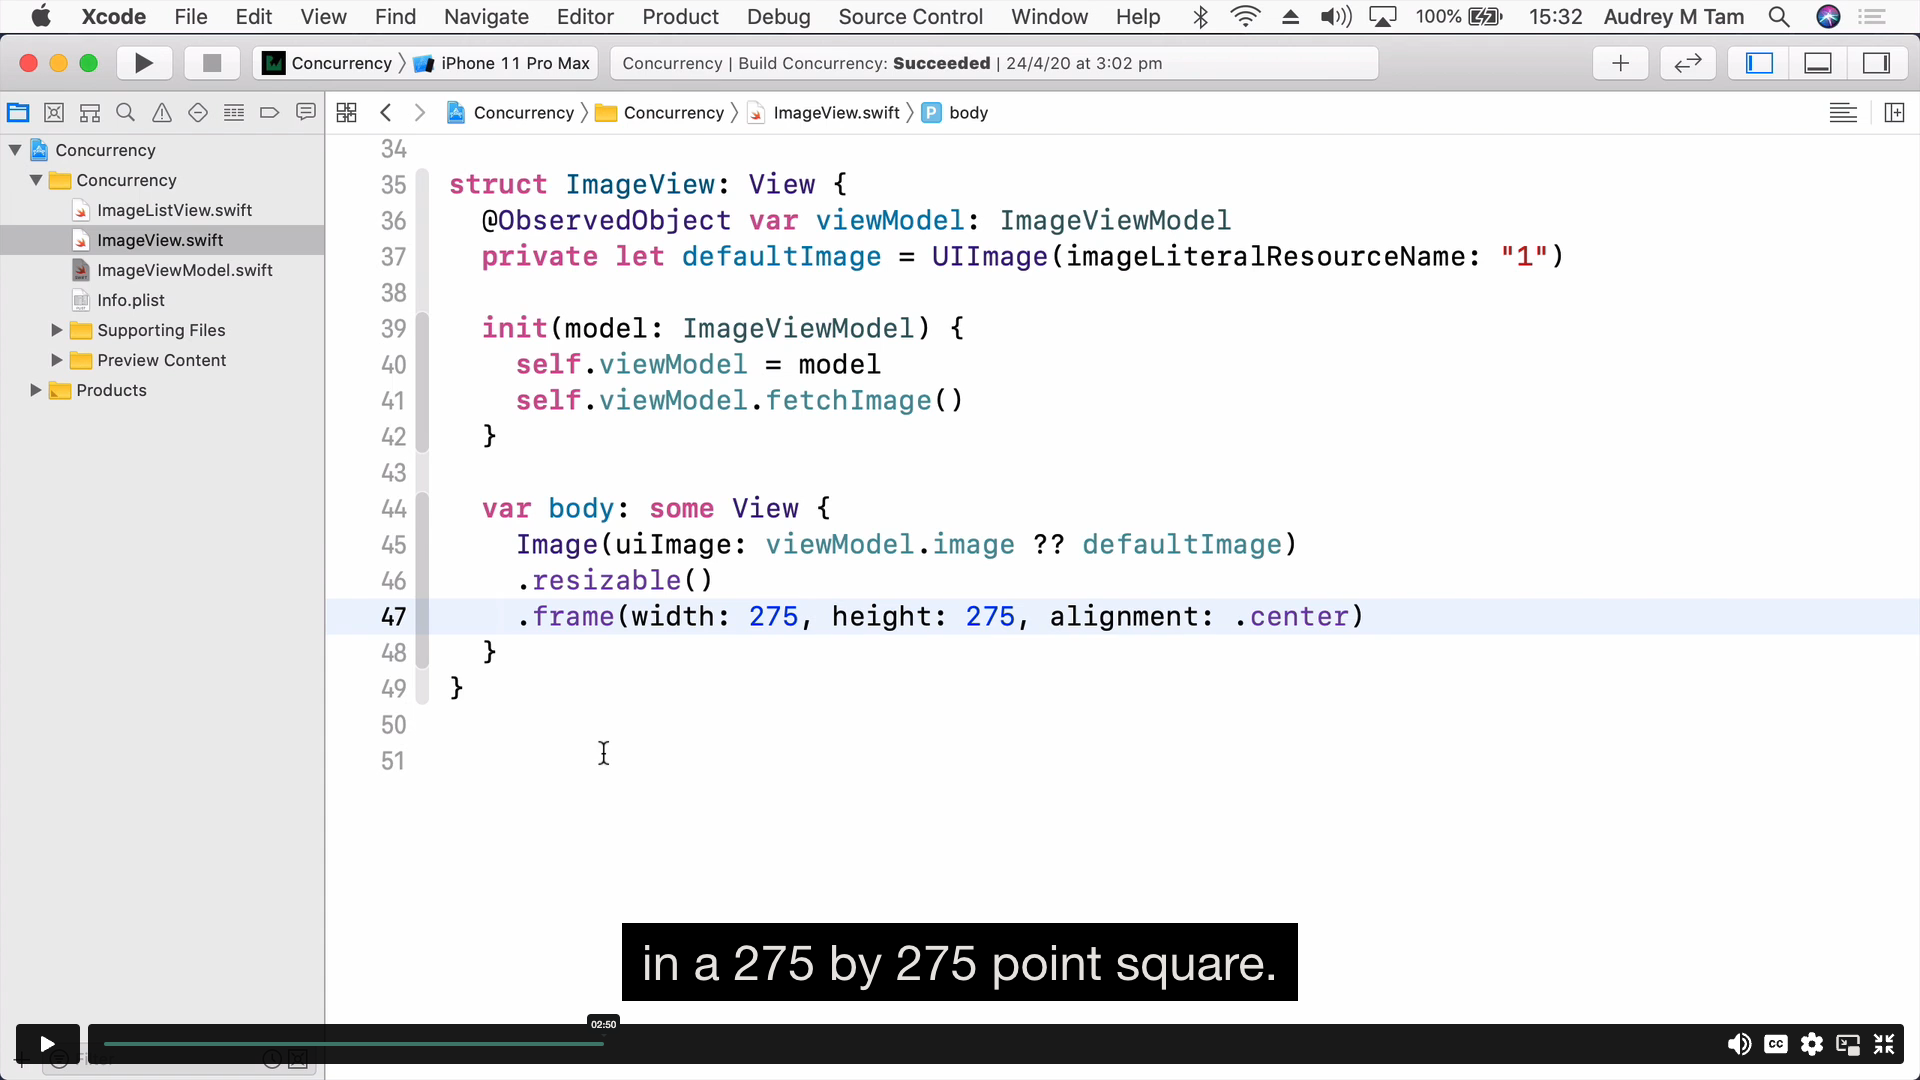 Xcode File Edit View Find Navigate Editor Product Debug Source Control Window Help 100% 15:32 Audrey M Tam
Concurrency iPhone 11 Pro Max Concurrency | Build Concurrency: Succeeded | 24/4/20 at 3:02 pm
Concurrency Concurrency ImageView.swift P body
Concurrency
Concurrency
ImageListView.swift
ImageView.swift
ImageViewModel.swift
Info.plist
Supporting Files
Preview Content
Products
34
35 struct ImageView: View {
36 @ObservedObject var viewModel: ImageViewModel
37 private let defaultImage = UIImage(imageLiteralResourceName: "1")
38
39 init(model: ImageViewModel) {
40 self.viewModel = model
41 self.viewModel.fetchImage()
42 }
43
44 var body: some View {
45 Image(uiImage: viewModel.image ?? defaultImage)
46 .resizable()
47 .frame(width: 275, height: 275, alignment: .center)
48 }
49 }
50
51
in a 275 by 275 point square.
02:50
CC
Filter